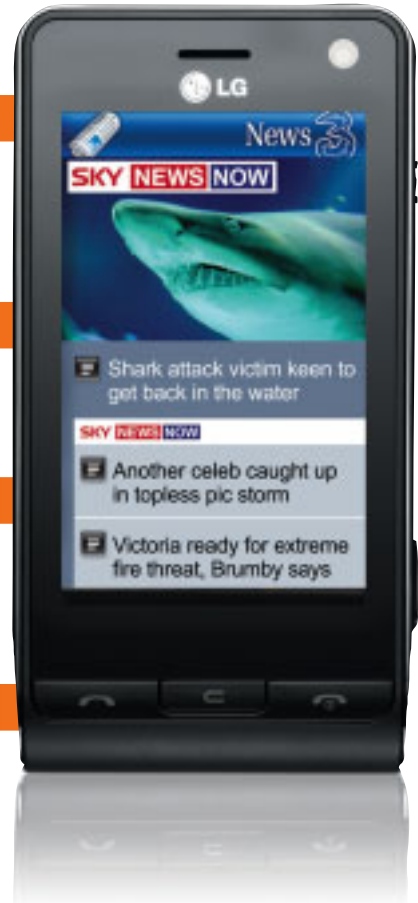 LG
News 3
SKY NEWS NOW
Shark attack victim keen to
get back in the water
SKY NEWS NOW
Another celeb caught up
in topless pic storm
Victoria ready for extreme
fire threat, Brumby says